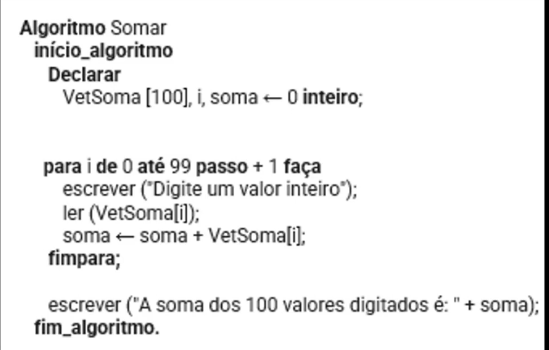 Algoritmo Somar
início_algoritmo
Declarar
VetSoma [100], i, soma ← 0 inteiro;
para i de 0 até 99 passo + 1 faça
escrever ("Digite um valor inteiro");
ler (VetSoma[i]);
soma ← soma + VetSoma[i];
fimpara;
escrever ("A soma dos 100 valores digitados é: " + soma);
fim_algoritmo.